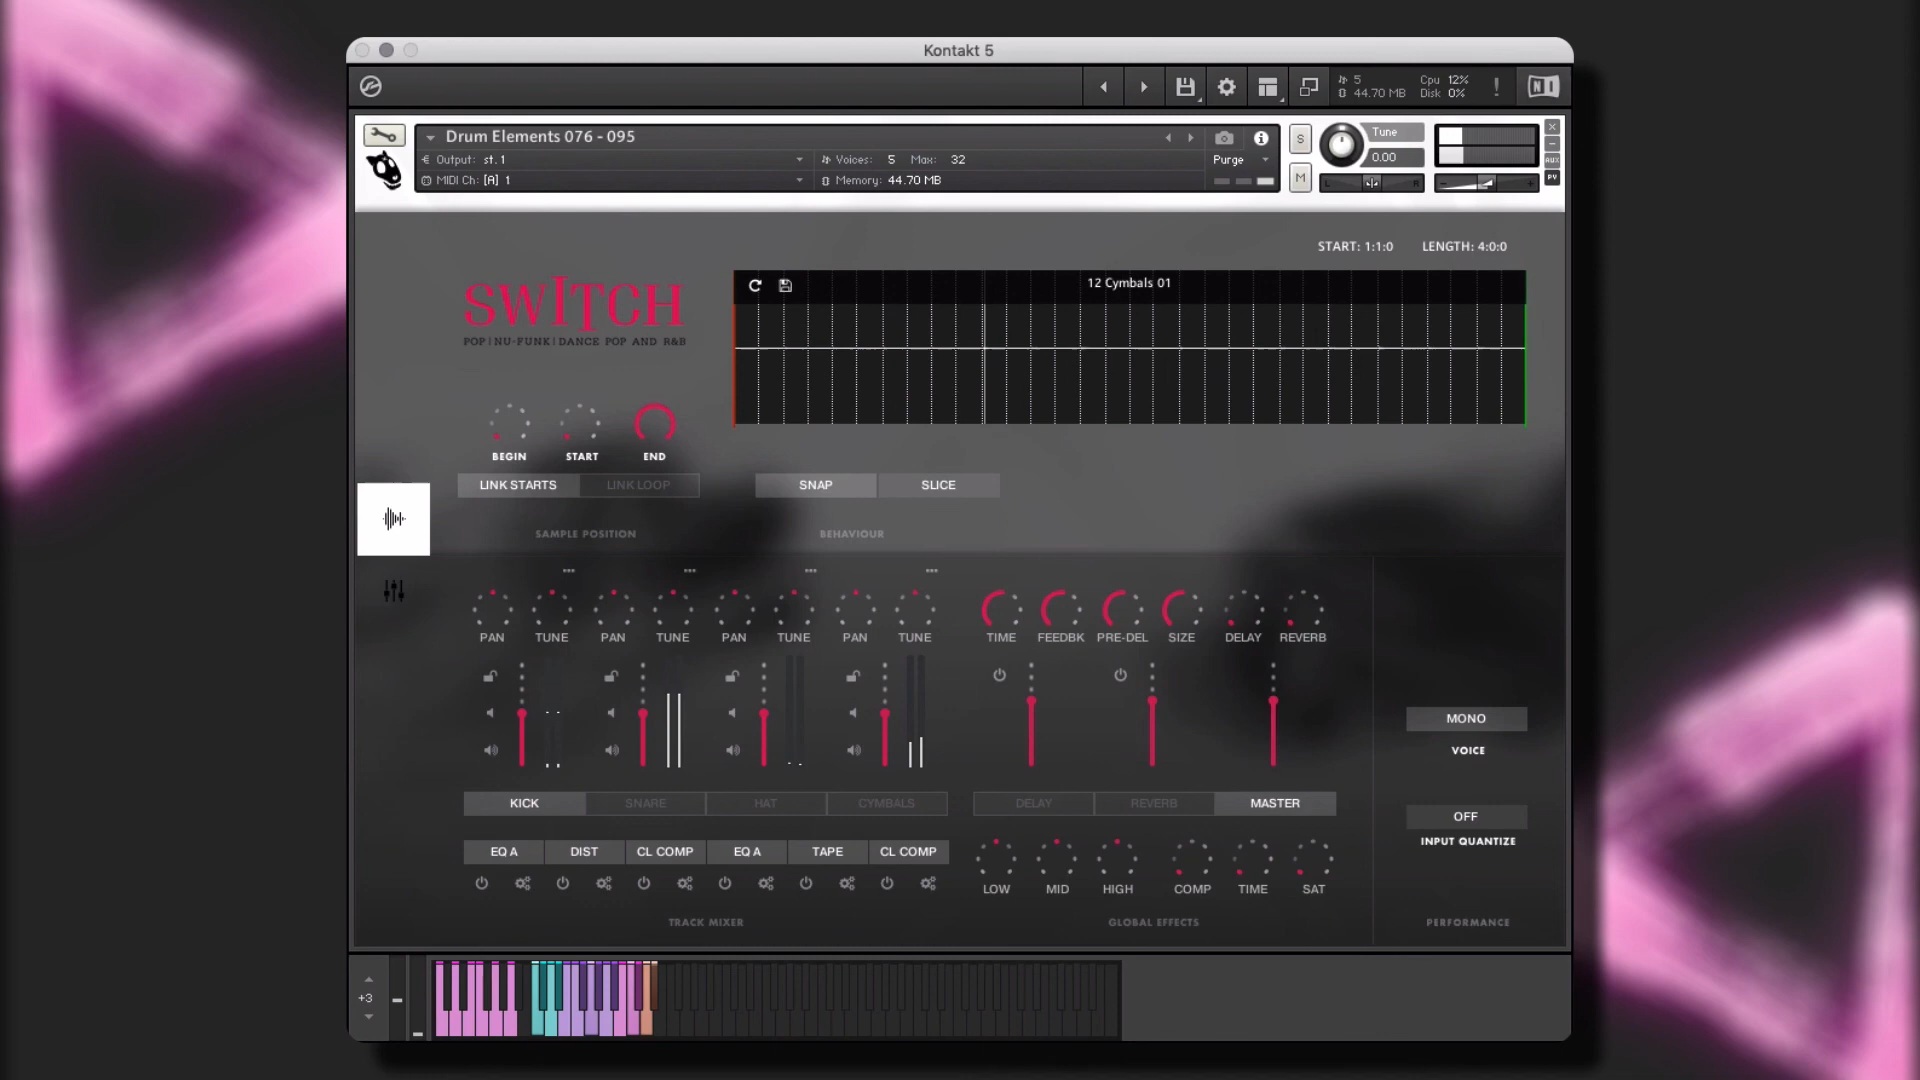 Kontakt 5
5
Cpu 12%
44.70 MB
Disk 0%
!
NI
Drum Elements 076 - 095
Output: st. 1
Voices: 5 Max: 32
Purge
MIDI Ch: [A] 1
Memory: 44.70 MB
S
M
Tune
0.00
L
R
AUX
PV
START: 1:1:0
LENGTH: 4:0:0
SWITCH
POP | NU-FUNK | DANCE POP AND R&B
12 Cymbals 01
BEGIN
START
END
LINK STARTS
LINK LOOP
SNAP
SLICE
SAMPLE POSITION
BEHAVIOUR
PAN
TUNE
PAN
TUNE
PAN
TUNE
PAN
TUNE
TIME
FEEDBK
PRE-DEL
SIZE
DELAY
REVERB
MONO
VOICE
KICK
SNARE
HAT
CYMBALS
DELAY
REVERB
MASTER
OFF
INPUT QUANTIZE
EQ A
DIST
CL COMP
EQ A
TAPE
CL COMP
LOW
MID
HIGH
COMP
TIME
SAT
TRACK MIXER
GLOBAL EFFECTS
PERFORMANCE
+3